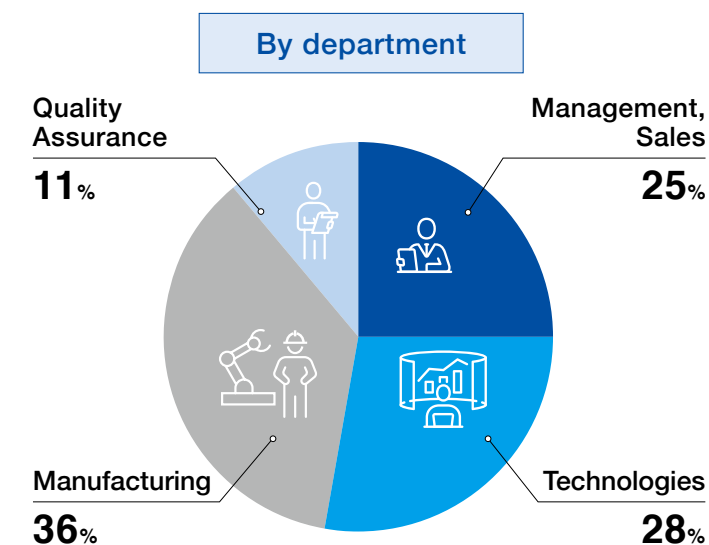 By department
Quality
Assurance
11%
Management,
Sales
25%
Manufacturing
36%
Technologies
28%